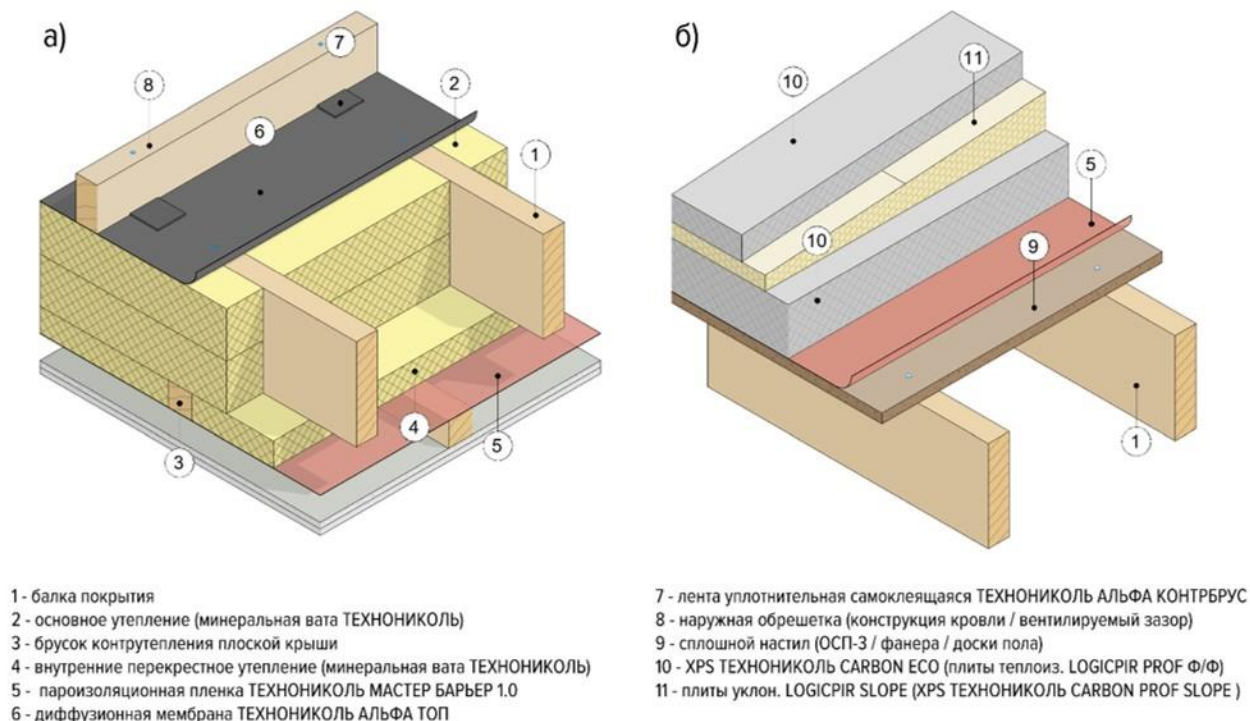 а)
б)
7
8
2
6
1
3
4
5
10
11
5
10
9
1
1 - балка покрытия
2 - основное утепление (минеральная вата ТЕХНОНИКОЛЬ)
3 - брусок контрутепления плоской крыши
4 - внутренние перекрестное утепление (минеральная вата ТЕХНОНИКОЛЬ)
5 - пароизоляционная пленка ТЕХНОНИКОЛЬ МАСТЕР БАРЬЕР 1.0
6 - диффузионная мембрана ТЕХНОНИКОЛЬ АЛЬФА ТОП
7 - лента уплотнительная самоклеящаяся ТЕХНОНИКОЛЬ АЛЬФА КОНТРБРУС
8 - наружная обрешетка (конструкция кровли / вентилируемый зазор)
9 - сплошной настил (ОСП-3 / фанера / доски пола)
10 - XPS ТЕХНОНИКОЛЬ CARBON ECO (плиты теплоиз. LOGICPIR PROF Ф/Ф)
11 - плиты уклон. LOGICPIR SLOPE (XPS ТЕХНОНИКОЛЬ CARBON PROF SLOPE )